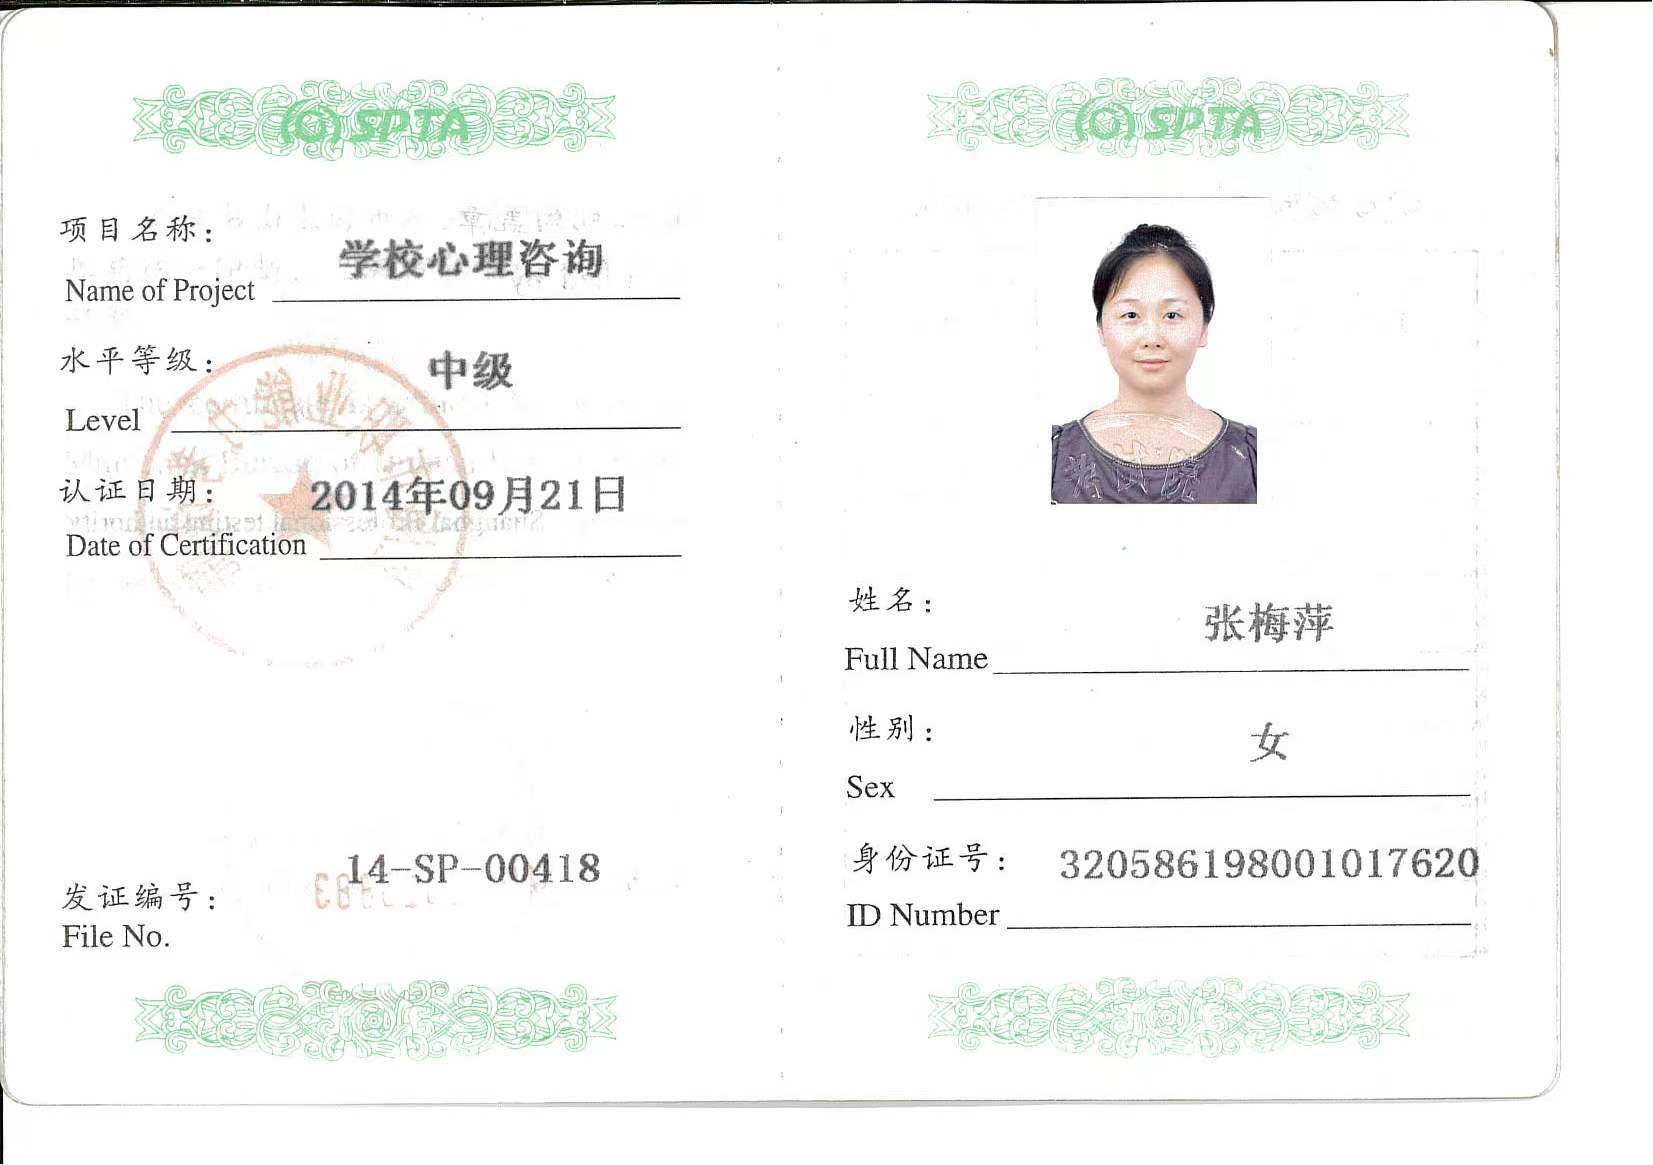 SPTA
项目名称：
学校心理咨询
Name of Project
水平等级：
中级
Level
认证日期：
2014年09月21日
Date of Certification
14-SP-00418
发证编号：
File No.
SPTA
姓名：
张梅萍
Full Name
性别：
女
Sex
身份证号：
320586198001017620
ID Number